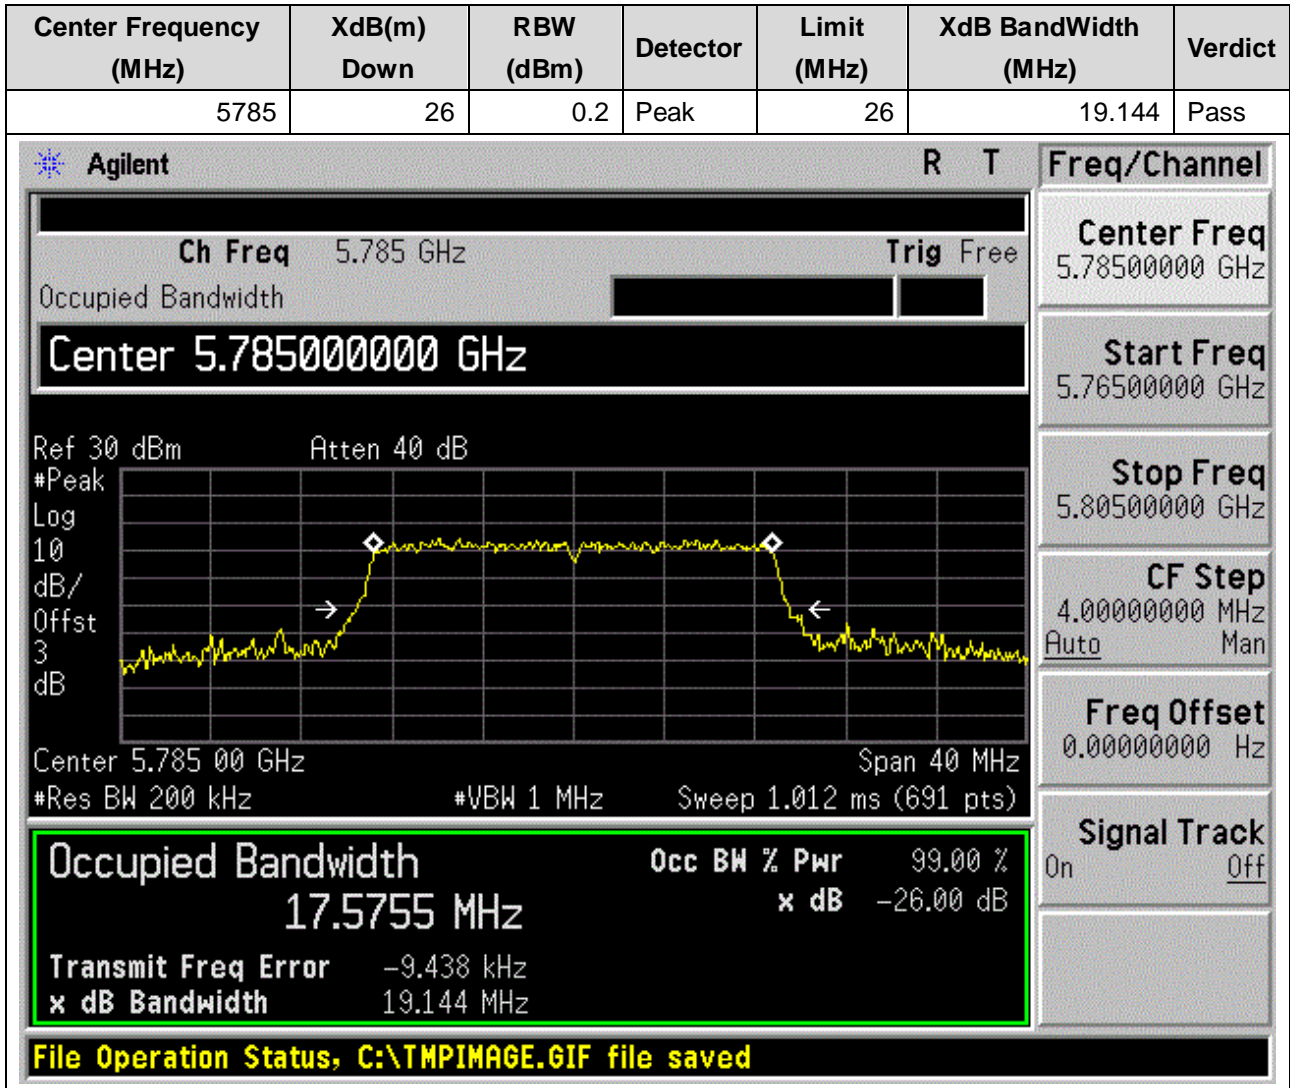 Center Frequency (MHz) XdB(m) Down RBW (dBm) Detector Limit (MHz) XdB BandWidth (MHz) Verdict
5785 26 0.2 Peak 26 19.144 Pass
Agilent R T Freq/Channel
Ch Freq 5.785 GHz Trig Free
Occupied Bandwidth
Center 5.785000000 GHz
Ref 30 dBm Atten 40 dB
#Peak
Log
10
dB/
Offst
3
dB
Center 5.785 00 GHz Span 40 MHz
#Res BW 200 kHz #VBW 1 MHz Sweep 1.012 ms (691 pts)
Occupied Bandwidth
17.5755 MHz
Occ BW % Pwr 99.00 %
x dB -26.00 dB
Transmit Freq Error -9.438 kHz
x dB Bandwidth 19.144 MHz
File Operation Status, C:\TMPIMAGE.GIF file saved
Center Freq
5.78500000 GHz
Start Freq
5.76500000 GHz
Stop Freq
5.80500000 GHz
CF Step
4.00000000 MHz
Auto Man
Freq Offset
0.00000000 Hz
Signal Track
On Off